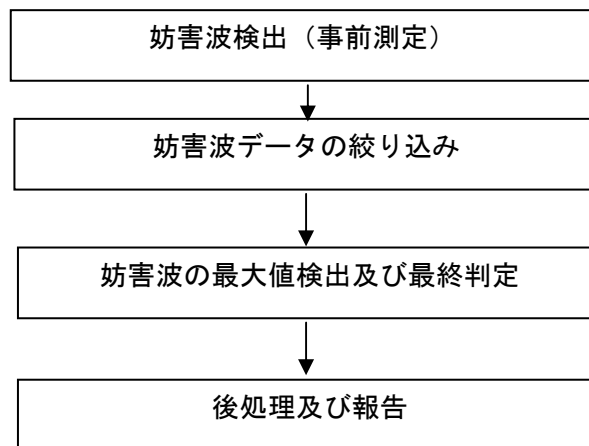 妨害波検出（事前測定）
妨害波データの絞り込み
妨害波の最大値検出及び最終判定
後処理及び報告